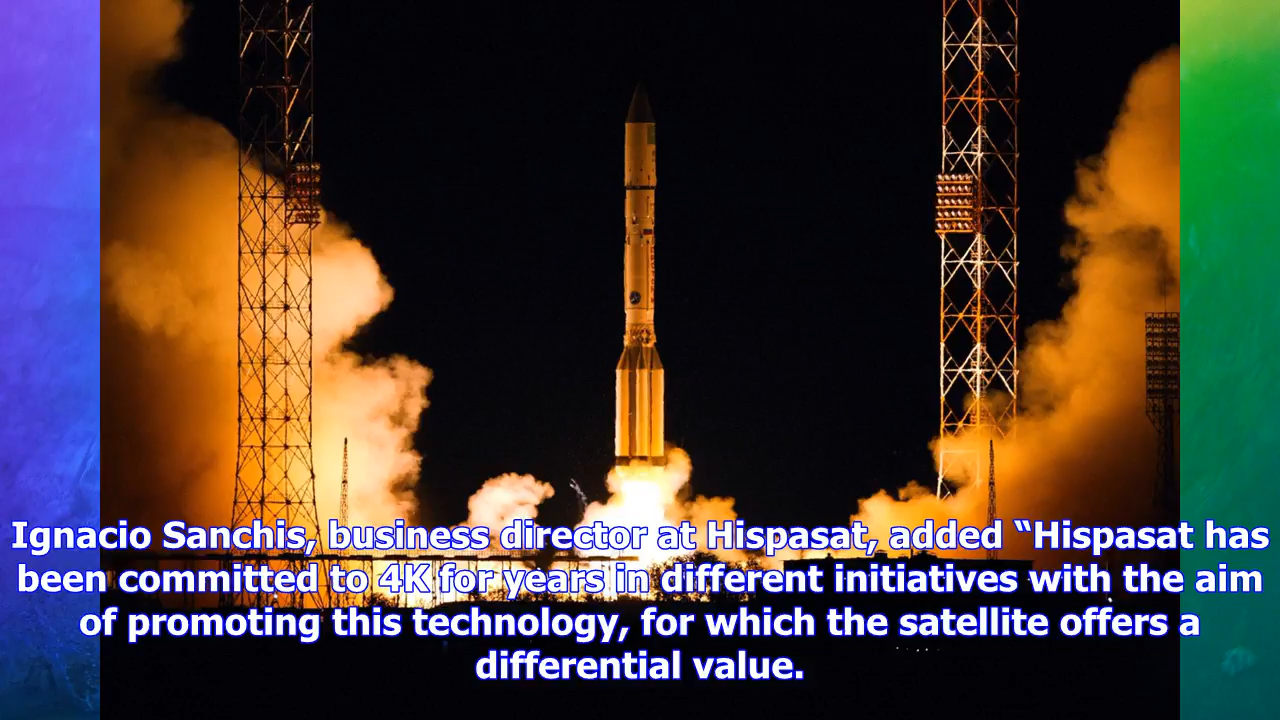 Ignacio Sanchis, business director at Hispasat, added “Hispasat has
been committed to 4K for years in different initiatives with the aim
of promoting this technology, for which the satellite offers a
differential value.